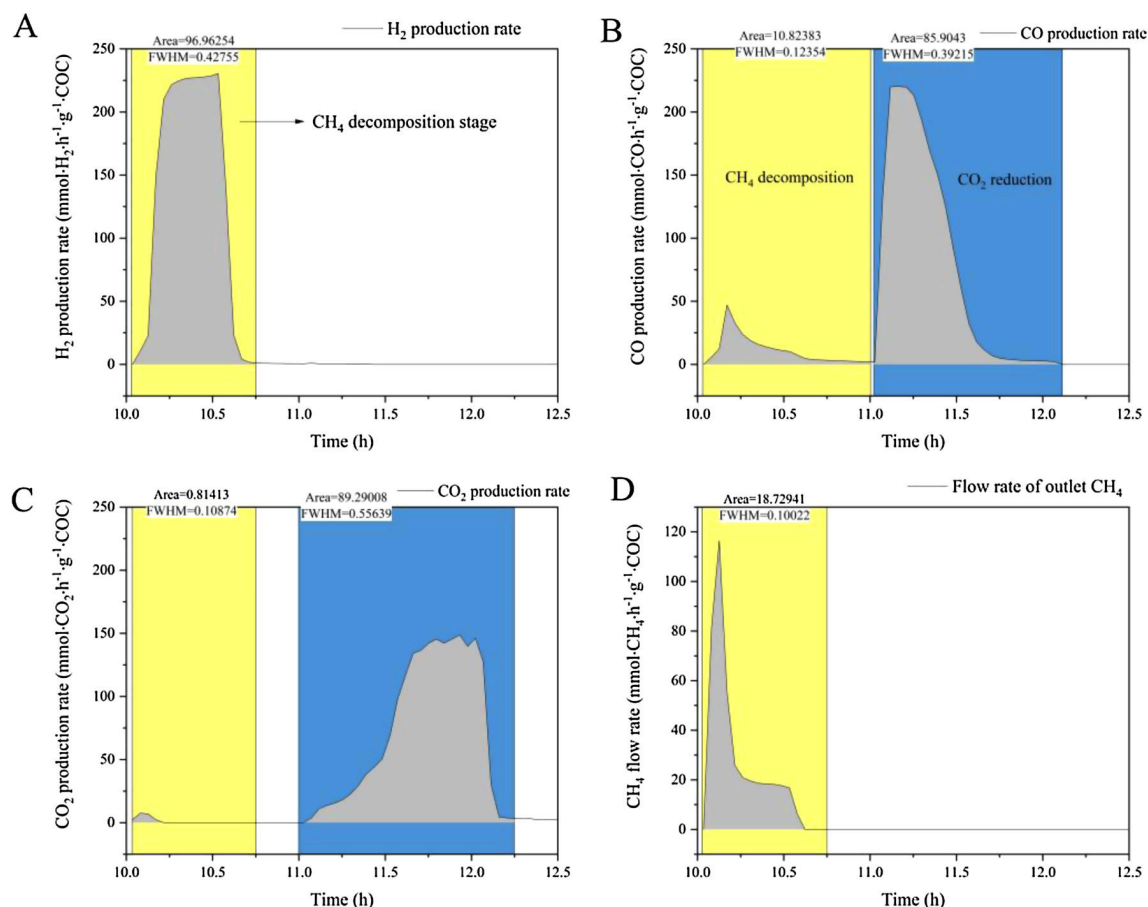 A
H₂ production rate
Area=96.96254
FWHM=0.42755
CH₄ decomposition stage
250
200
150
100
50
0
H₂ production rate (mmol·H₂·h⁻¹·g⁻¹·COC)
10.0 10.5 11.0 11.5 12.0 12.5
Time (h)
B
CO production rate
Area=10.82383
FWHM=0.12354
Area=85.9043
FWHM=0.39215
CH₄ decomposition
CO₂ reduction
250
200
150
100
50
0
CO production rate (mmol·CO·h⁻¹·g⁻¹·COC)
10.0 10.5 11.0 11.5 12.0 12.5
Time (h)
C
CO₂ production rate
Area=0.81413
FWHM=0.10874
Area=89.29008
FWHM=0.55639
250
200
150
100
50
0
CO₂ production rate (mmol·CO₂·h⁻¹·g⁻¹·COC)
10.0 10.5 11.0 11.5 12.0 12.5
Time (h)
D
Flow rate of outlet CH₄
Area=18.72941
FWHM=0.10022
120
100
80
60
40
20
0
CH₄ flow rate (mmol·CH₄·h⁻¹·g⁻¹·COC)
10.0 10.5 11.0 11.5 12.0 12.5
Time (h)